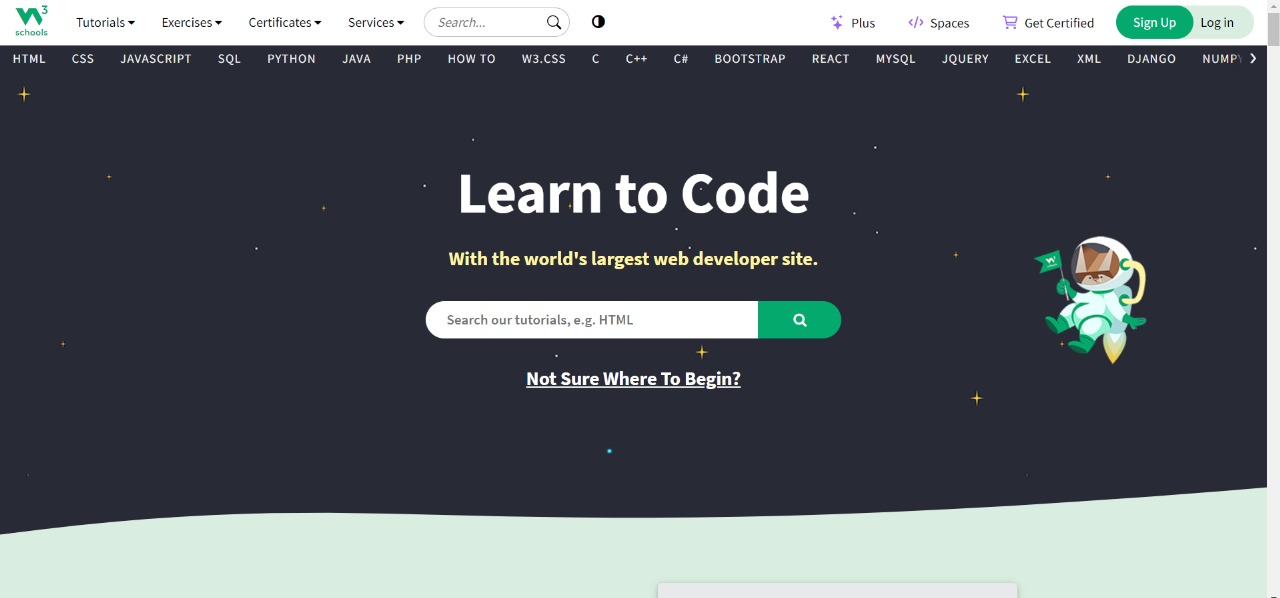 W3 schools
Tutorials Exercises Certificates Services Search... Plus Spaces Get Certified Sign Up Log in
HTML CSS JAVASCRIPT SQL PYTHON JAVA PHP HOW TO W3.CSS C C++ C# BOOTSTRAP REACT MYSQL JQUERY EXCEL XML DJANGO NUMPY
Learn to Code
With the world's largest web developer site.
Search our tutorials, e.g. HTML
Not Sure Where To Begin?